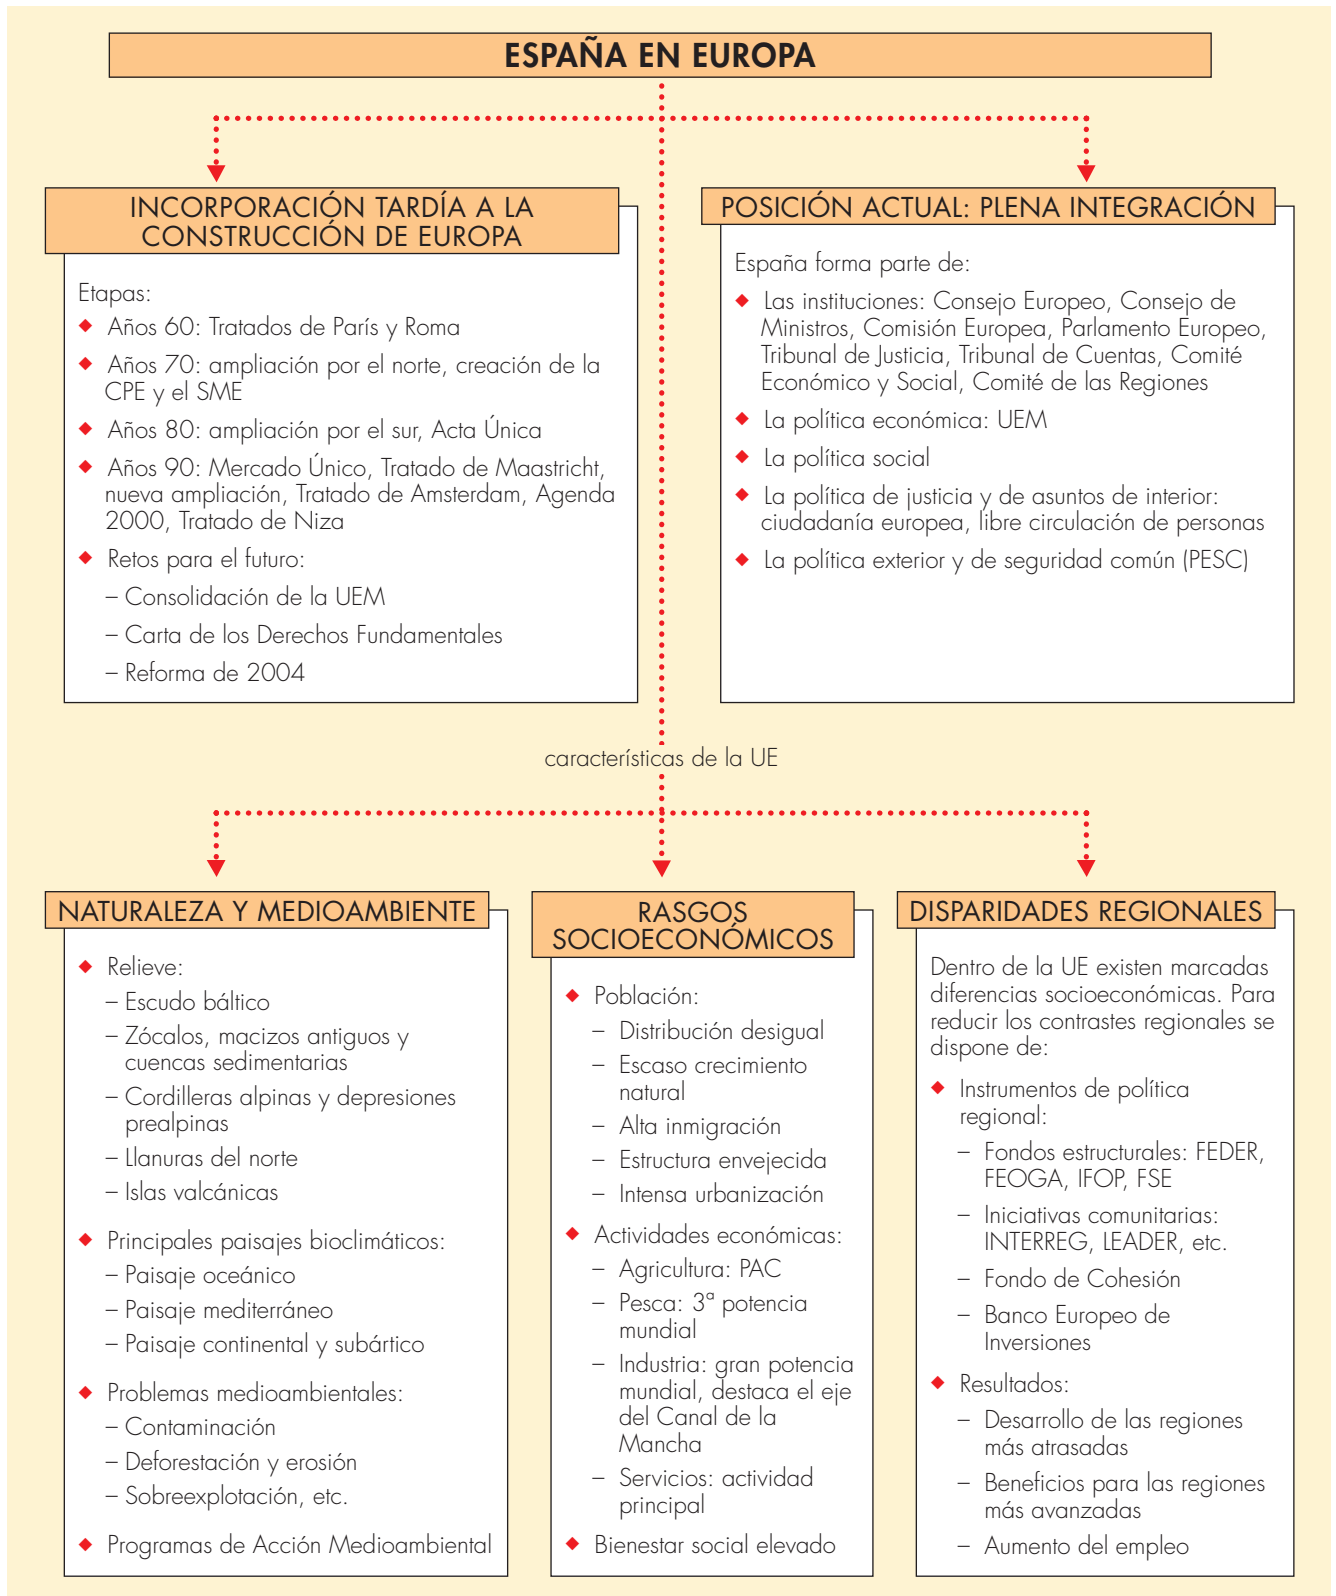 ESPAÑA EN EUROPA
INCORPORACIÓN TARDÍA A LA
CONSTRUCCIÓN DE EUROPA
Etapas:
◆ Años 60: Tratados de París y Roma
◆ Años 70: ampliación por el norte, creación de la
CPE y el SME
◆ Años 80: ampliación por el sur, Acta Única
◆ Años 90: Mercado Único, Tratado de Maastricht,
nueva ampliación, Tratado de Amsterdam, Agenda
2000, Tratado de Niza
◆ Retos para el futuro:
– Consolidación de la UEM
– Carta de los Derechos Fundamentales
– Reforma de 2004
POSICIÓN ACTUAL: PLENA INTEGRACIÓN
España forma parte de:
◆ Las instituciones: Consejo Europeo, Consejo de
Ministros, Comisión Europea, Parlamento Europeo,
Tribunal de Justicia, Tribunal de Cuentas, Comité
Económico y Social, Comité de las Regiones
◆ La política económica: UEM
◆ La política social
◆ La política de justicia y de asuntos de interior:
ciudadanía europea, libre circulación de personas
◆ La política exterior y de seguridad común (PESC)
características de la UE
NATURALEZA Y MEDIOAMBIENTE
◆ Relieve:
– Escudo báltico
– Zócalos, macizos antiguos y
cuencas sedimentarias
– Cordilleras alpinas y depresiones
prealpinas
– Llanuras del norte
– Islas valcánicas
◆ Principales paisajes bioclimáticos:
– Paisaje oceánico
– Paisaje mediterráneo
– Paisaje continental y subártico
◆ Problemas medioambientales:
– Contaminación
– Deforestación y erosión
– Sobreexplotación, etc.
◆ Programas de Acción Medioambiental
RASGOS
SOCIOECONÓMICOS
◆ Población:
– Distribución desigual
– Escaso crecimiento
natural
– Alta inmigración
– Estructura envejecida
– Intensa urbanización
◆ Actividades económicas:
– Agricultura: PAC
– Pesca: 3ª potencia
mundial
– Industria: gran potencia
mundial, destaca el eje
del Canal de la
Mancha
– Servicios: actividad
principal
◆ Bienestar social elevado
DISPARIDADES REGIONALES
Dentro de la UE existen marcadas
diferencias socioeconómicas. Para
reducir los contrastes regionales se
dispone de:
◆ Instrumentos de política
regional:
– Fondos estructurales: FEDER,
FEOGA, IFOP, FSE
– Iniciativas comunitarias:
INTERREG, LEADER, etc.
– Fondo de Cohesión
– Banco Europeo de
Inversiones
◆ Resultados:
– Desarrollo de las regiones
más atrasadas
– Beneficios para las regiones
más avanzadas
– Aumento del empleo